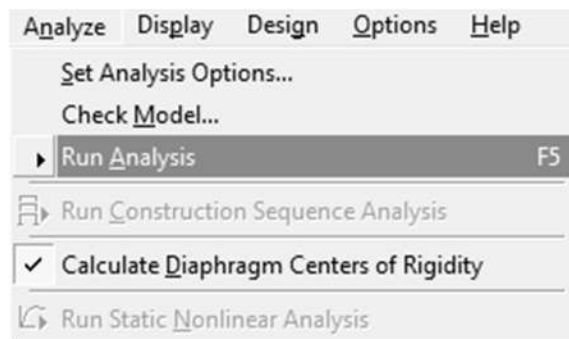 Analyze Display Design Options Help
Set Analysis Options...
Check Model...
Run Analysis F5
Run Construction Sequence Analysis
Calculate Diaphragm Centers of Rigidity
Run Static Nonlinear Analysis